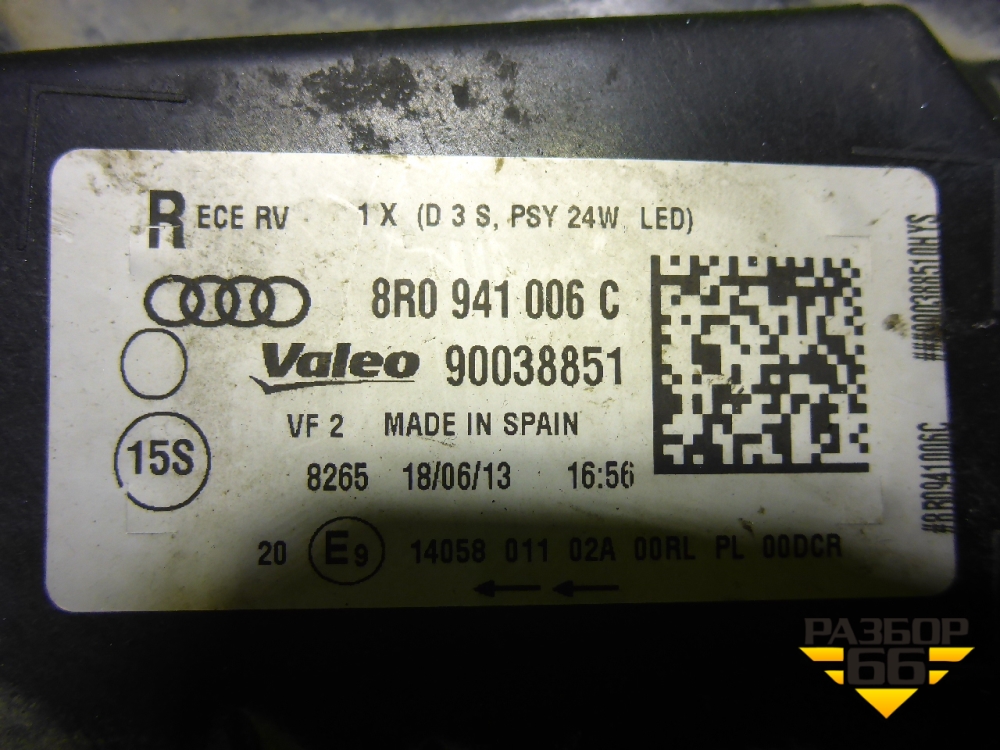 R ECE RV 1 X (D 3 S, PSY 24W LED)
8R0 941 006 C
Valeo 90038851
VF 2 MADE IN SPAIN
15S
8265 18/06/13 16:56
20 E9 14058 011 02A 00RL PL 00DCR
#8R0941006C ##90038851QHYS
РАЗБОР
66